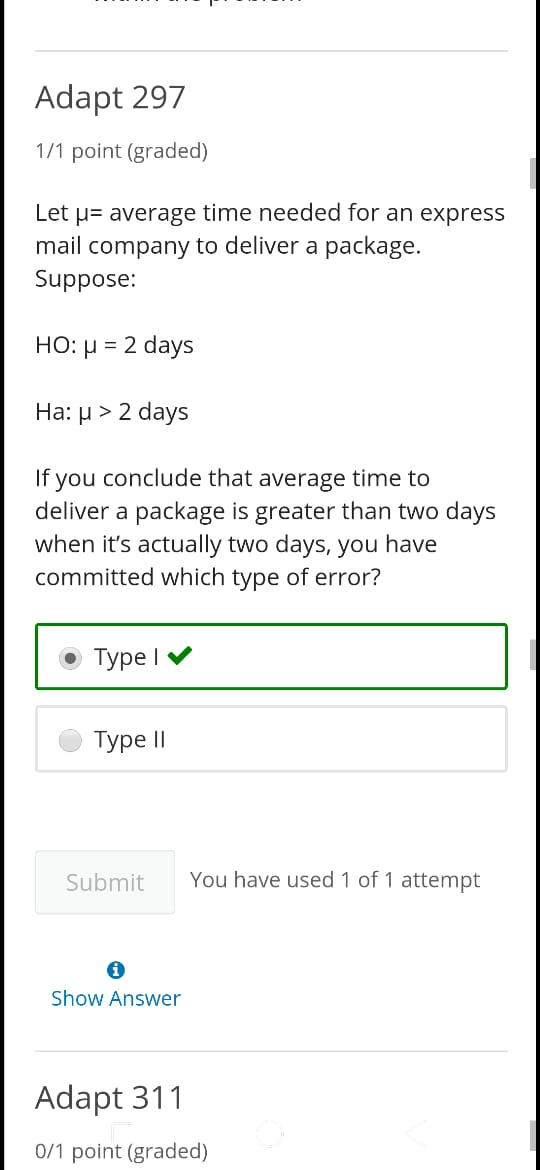 Adapt 297
1/1 point (graded)
Let µ= average time needed for an express
mail company to deliver a package.
Suppose:
HO: µ = 2 days
Ha: µ > 2 days
If you conclude that average time to
deliver a package is greater than two days
when it’s actually two days, you have
committed which type of error?
Type I
Type II
Submit
You have used 1 of 1 attempt
Show Answer
Adapt 311
0/1 point (graded)